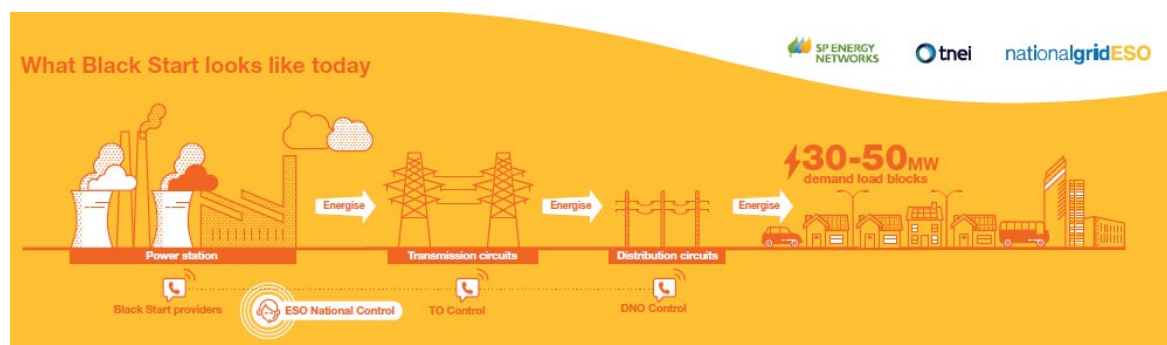 What Black Start looks like today
SP ENERGY
NETWORKS
tnei
nationalgridESO
30-50MW
demand load blocks
Energise
Energise
Energise
Power station
Transmission circuits
Distribution circuits
Black Start providers
ESO National Control
TO Control
DNO Control